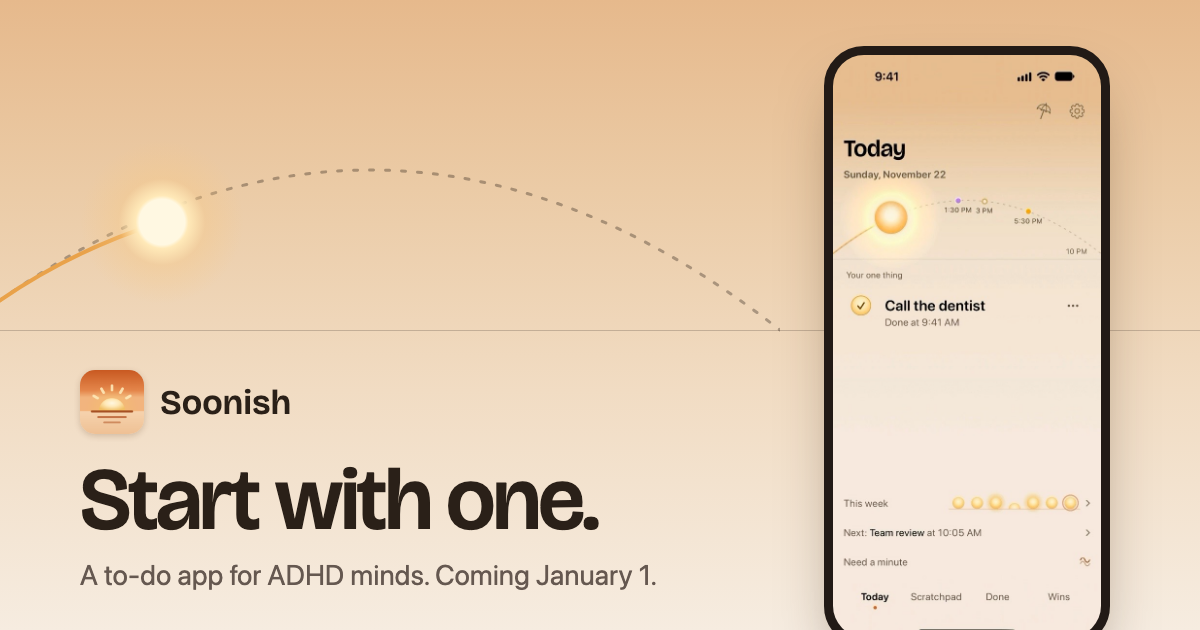 Soonish
Start with one.
A to-do app for ADHD minds. Coming January 1.
9:41
Today
Sunday, November 22
1:30 PM
3 PM
5:30 PM
10 PM
Your one thing
Call the dentist
Done at 9:41 AM
This week
Next: Team review at 10:05 AM
Need a minute
Today Scratchpad Done Wins